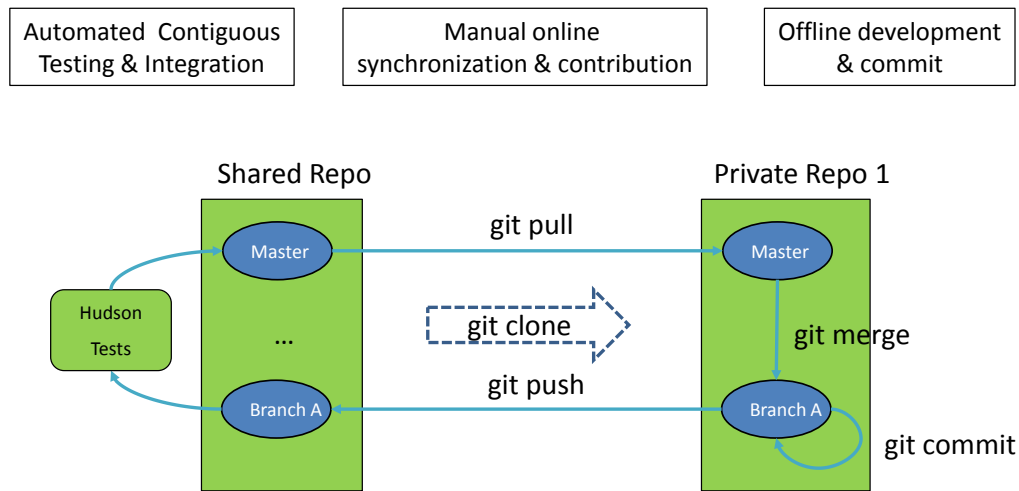 Automated Contiguous
Testing & Integration
Manual online
synchronization & contribution
Offline development
& commit
Shared Repo
Private Repo 1
git pull
Master
Master
Hudson
Tests
...
git clone
git merge
git push
Branch A
Branch A
git commit